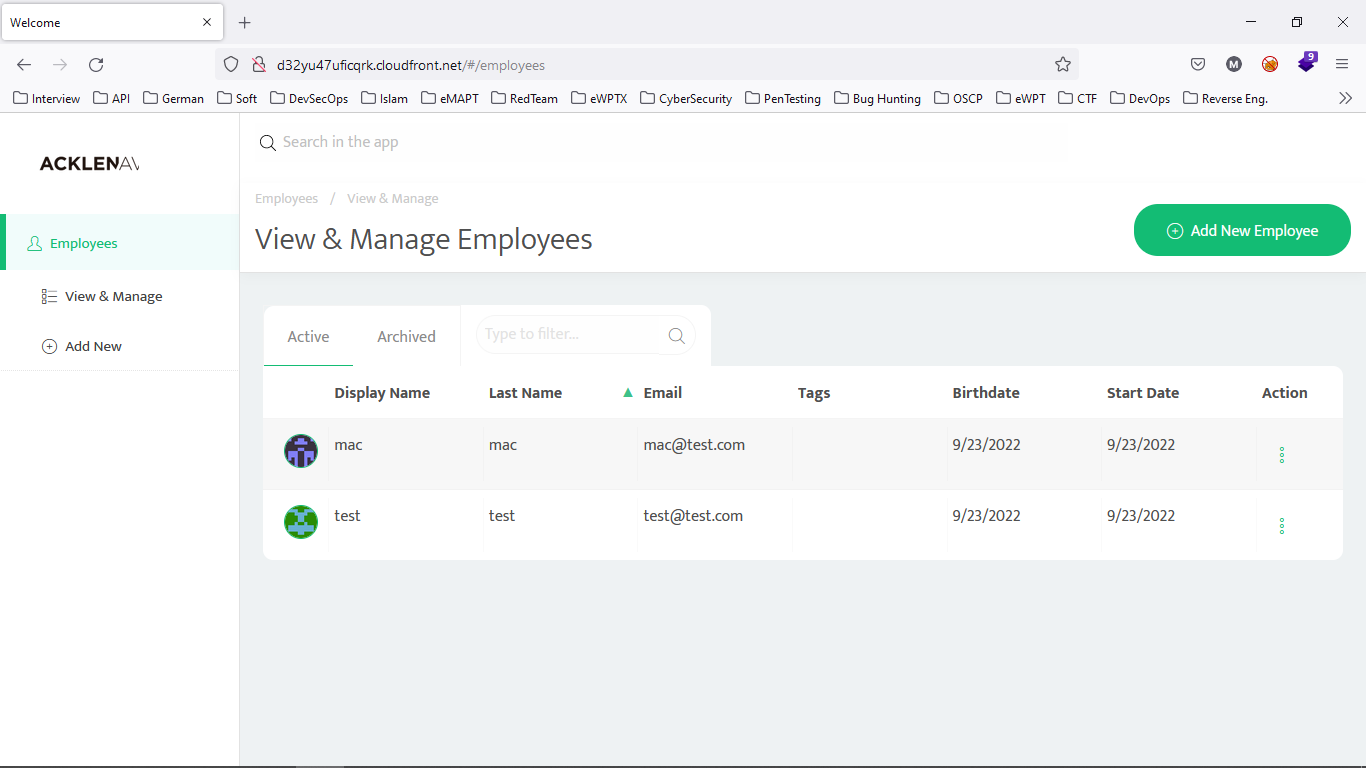 Welcome
d32yu47uficqrk.cloudfront.net/#/employees
9
Interview API German Soft DevSecOps Islam eMAPT RedTeam eWPTX CyberSecurity PenTesting Bug Hunting OSCP eWPT CTF DevOps Reverse Eng.
ACKLENAV
Search in the app
Employees / View & Manage
View & Manage Employees
Add New Employee
Employees
View & Manage
Add New
Active Archived Type to filter...
Display Name Last Name ▲ Email Tags Birthdate Start Date Action
mac mac mac@test.com 9/23/2022 9/23/2022
test test test@test.com 9/23/2022 9/23/2022